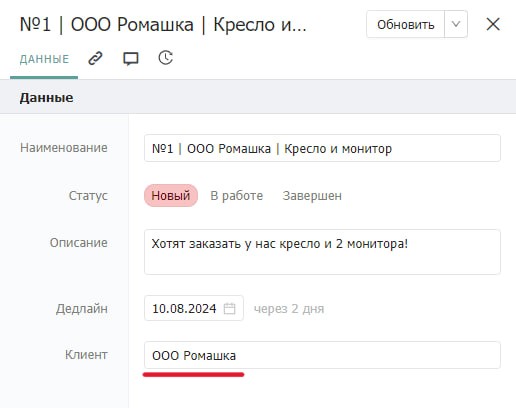 №1 | ООО Ромашка | Кресло и...
Обновить
ДАННЫЕ
Данные
Наименование
№1 | ООО Ромашка | Кресло и монитор
Статус
Новый В работе Завершен
Описание
Хотят заказать у нас кресло и 2 монитора!
Дедлайн
10.08.2024 через 2 дня
Клиент
ООО Ромашка